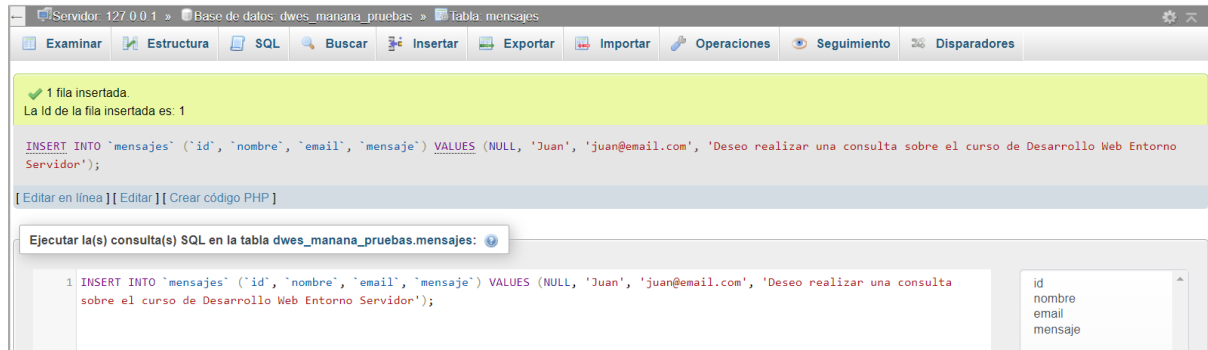 Servidor: 127.0.0.1 » Base de datos: dwes_manana_pruebas » Tabla: mensajes
Examinar Estructura SQL Buscar Insertar Exportar Importar Operaciones Seguimiento Disparadores
1 fila insertada.
La Id de la fila insertada es: 1
INSERT INTO `mensajes` (`id`, `nombre`, `email`, `mensaje`) VALUES (NULL, 'Juan', 'juan@email.com', 'Deseo realizar una consulta sobre el curso de Desarrollo Web Entorno
Servidor');
[ Editar en línea ] [ Editar ] [ Crear código PHP ]
Ejecutar la(s) consulta(s) SQL en la tabla dwes_manana_pruebas.mensajes:
1 INSERT INTO `mensajes` (`id`, `nombre`, `email`, `mensaje`) VALUES (NULL, 'Juan', 'juan@email.com', 'Deseo realizar una consulta
sobre el curso de Desarrollo Web Entorno Servidor');
id
nombre
email
mensaje